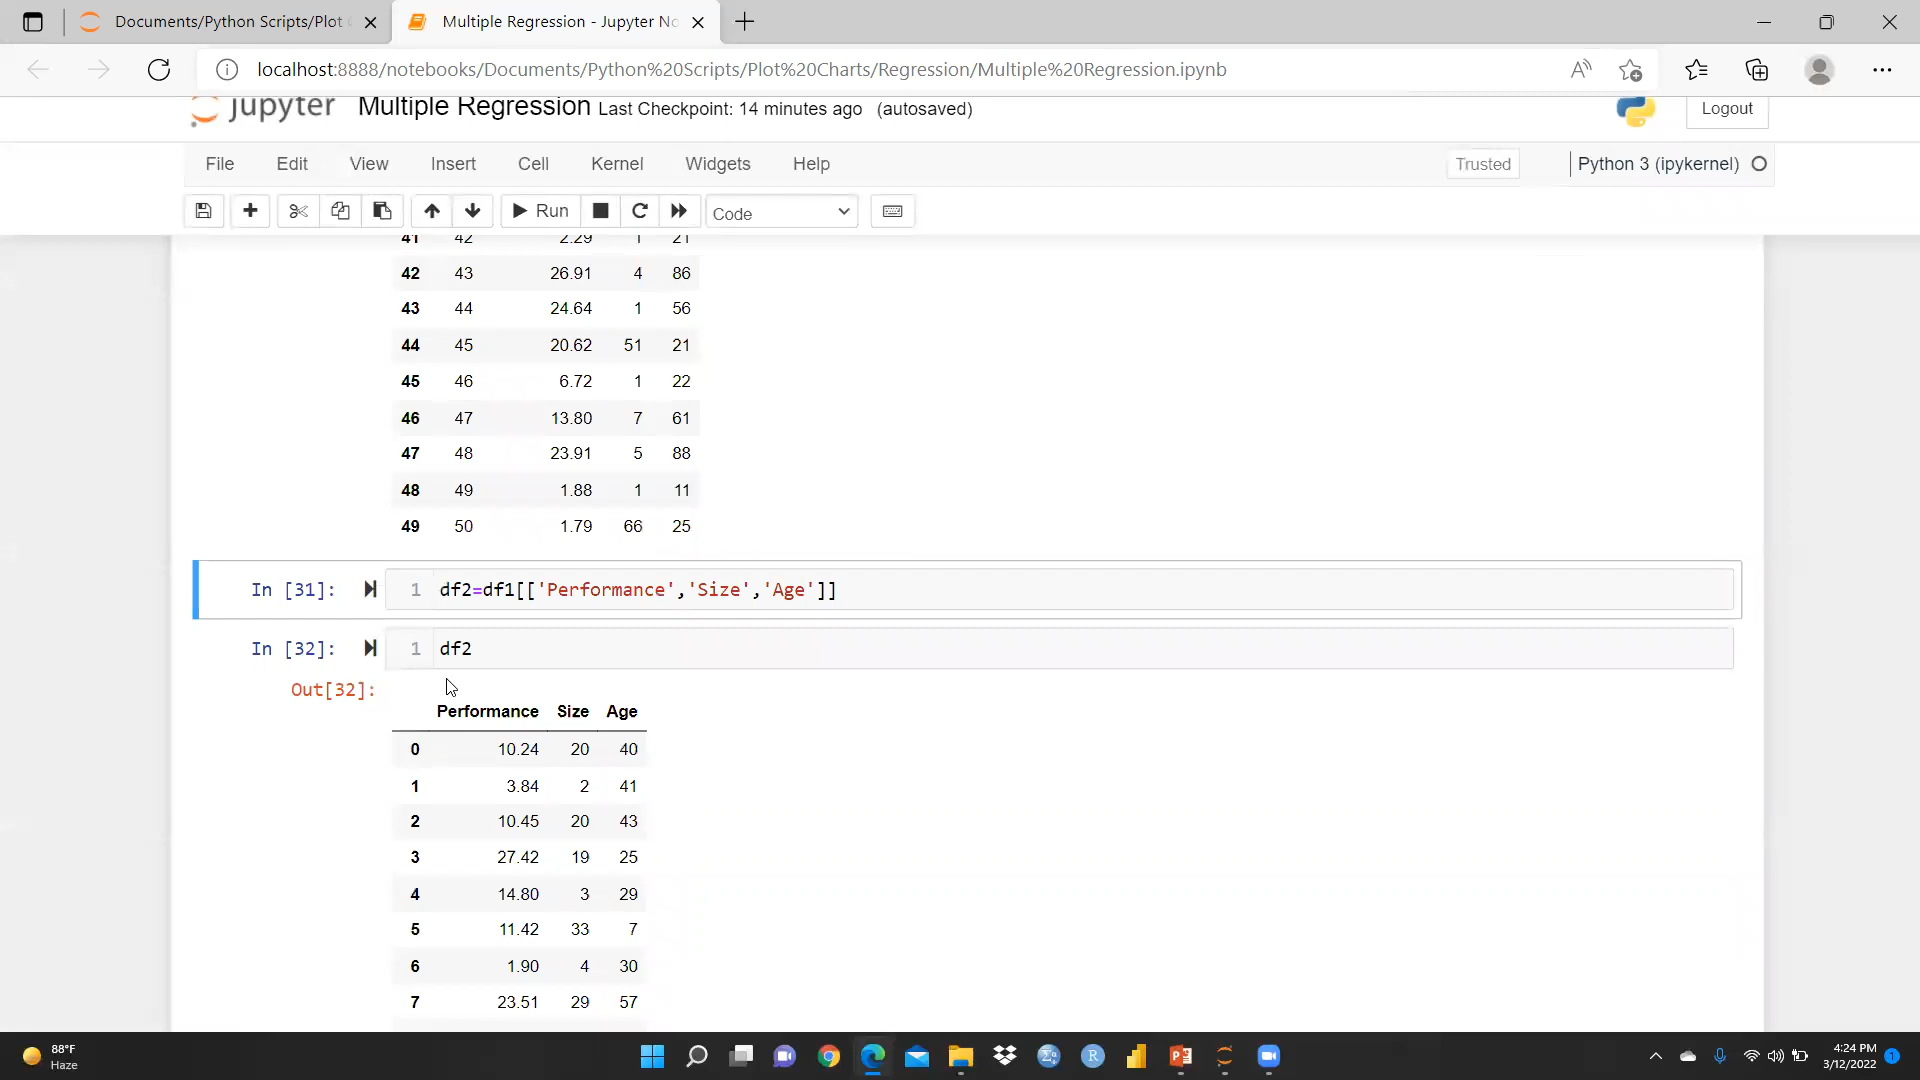 Documents/Python Scripts/Plot
Multiple Regression - Jupyter No
localhost:8888/notebooks/Documents/Python%20Scripts/Plot%20Charts/Regression/Multiple%20Regression.ipynb
jupyter Multiple Regression Last Checkpoint: 14 minutes ago (autosaved)
Logout
File Edit View Insert Cell Kernel Widgets Help
Trusted Python 3 (ipykernel)
Run Code
41 42 2.29 1 21
42 43 26.91 4 86
43 44 24.64 1 56
44 45 20.62 51 21
45 46 6.72 1 22
46 47 13.80 7 61
47 48 23.91 5 88
48 49 1.88 1 11
49 50 1.79 66 25
In [31]: 1 df2=df1[['Performance','Size','Age']]
In [32]: 1 df2
Out[32]:
Performance Size Age
0 10.24 20 40
1 3.84 2 41
2 10.45 20 43
3 27.42 19 25
4 14.80 3 29
5 11.42 33 7
6 1.90 4 30
7 23.51 29 57
88°F
Haze
4:24 PM
3/12/2022
1